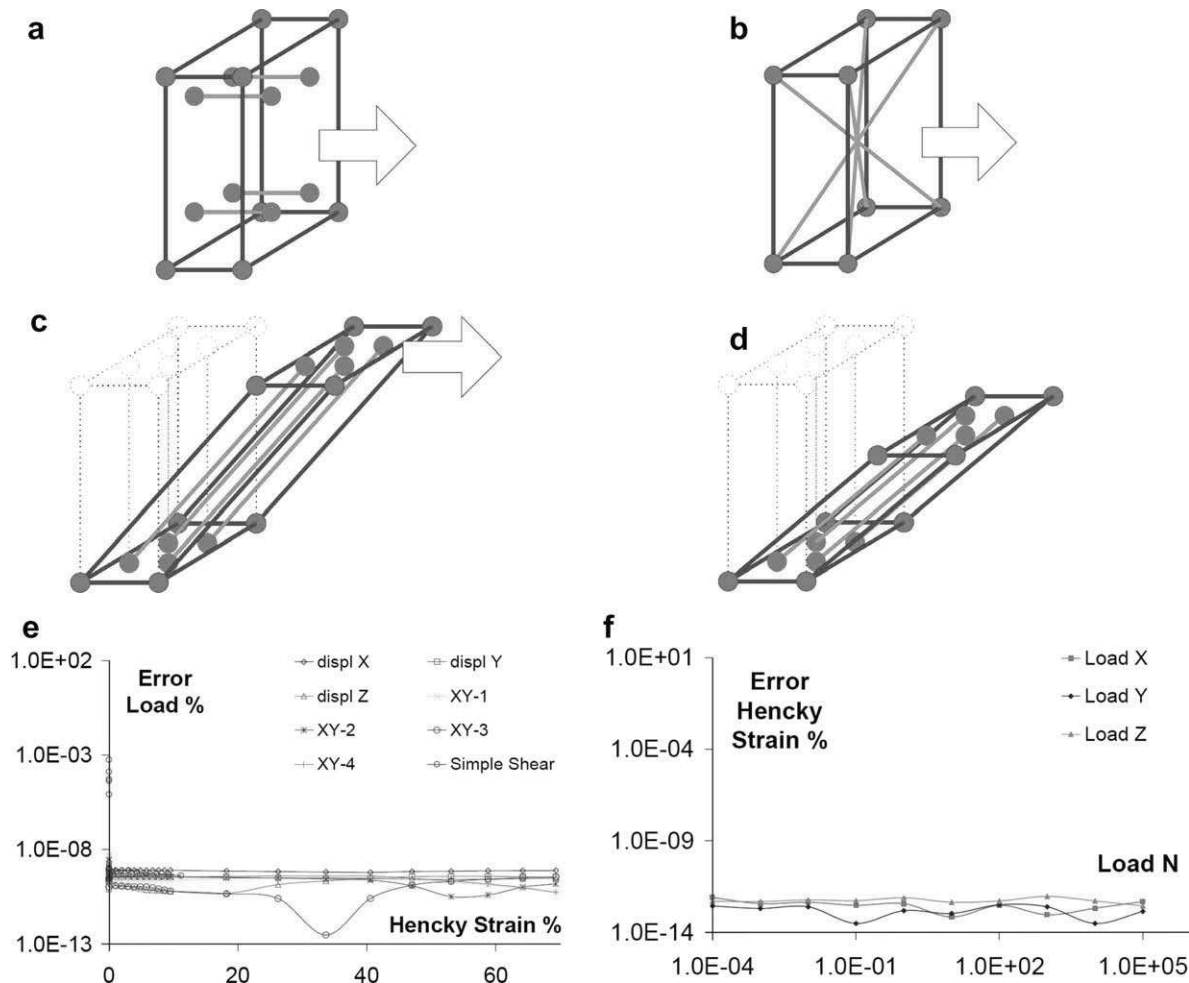 a
b
c
d
e
1.0E+02
1.0E-03
1.0E-08
1.0E-13
Error
Load %
displ X
displ Y
displ Z
XY-1
XY-2
XY-3
XY-4
Simple Shear
Hencky Strain %
0
20
40
60
f
1.0E+01
1.0E-04
1.0E-09
1.0E-14
Error
Hencky
Strain %
Load X
Load Y
Load Z
Load N
1.0E-04
1.0E-01
1.0E+02
1.0E+05